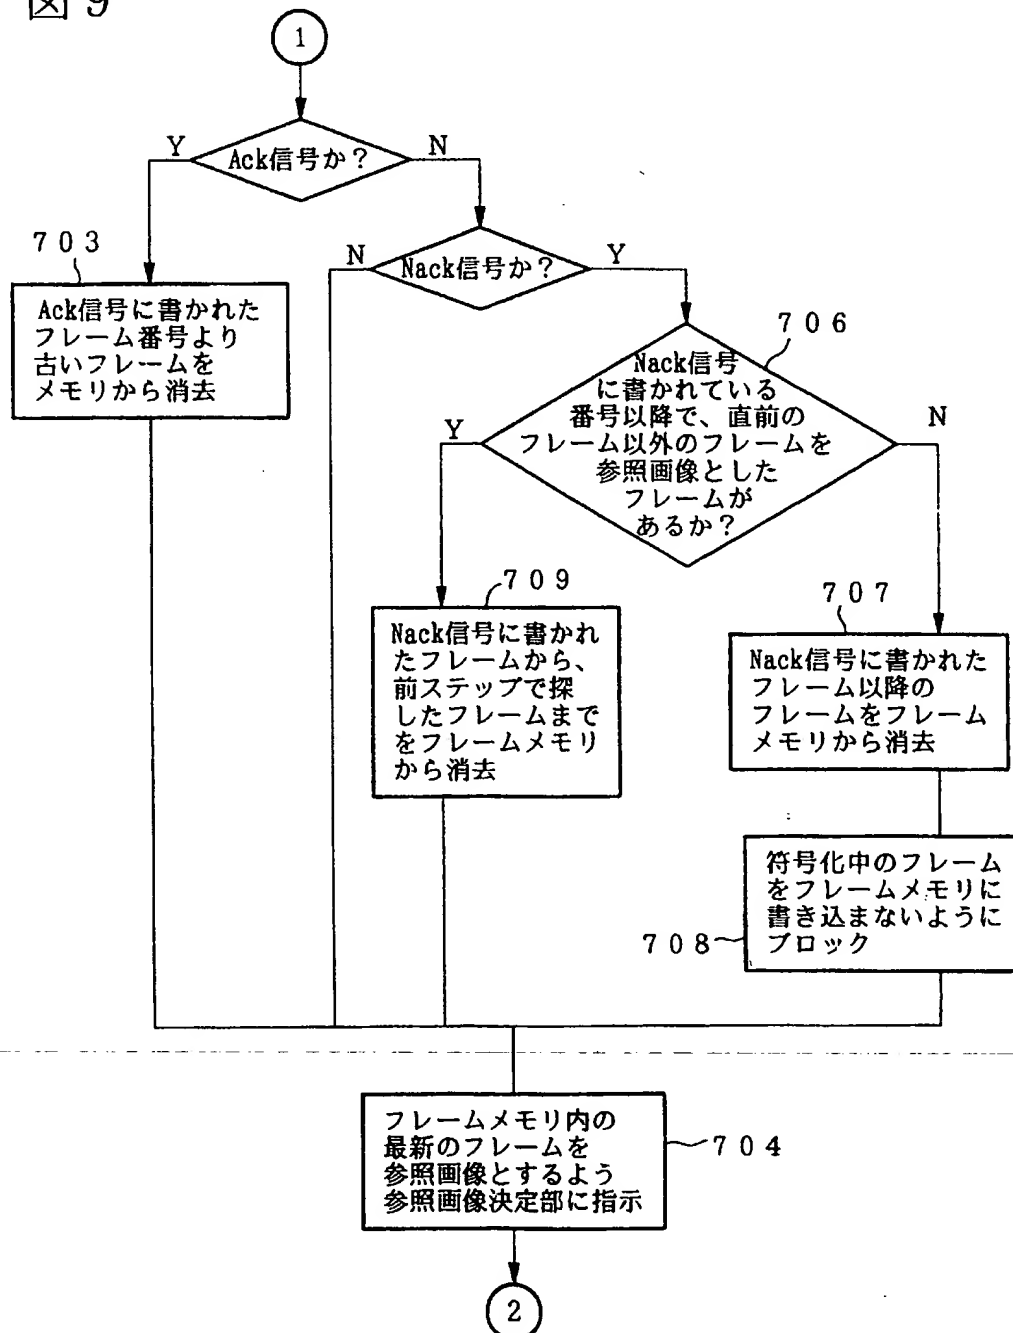 図9
1
Ack信号か?
Y
N
Nack信号か?
N
Y
703
Ack信号に書かれた
フレーム番号より
古いフレームを
メモリから消去
706
Nack信号
に書かれている
番号以降で、直前の
フレーム以外のフレームを
参照画像とした
フレームが
あるか?
Y
N
709
Nack信号に書かれ
たフレームから、
前ステップで探
したフレームまで
をフレームメモリ
から消去
707
Nack信号に書かれた
フレーム以降の
フレームをフレーム
メモリから消去
符号化中のフレーム
をフレームメモリに
書き込まないように
ブロック
708
フレームメモリ内の
最新のフレームを
参照画像とするよう
参照画像決定部に指示
704
2